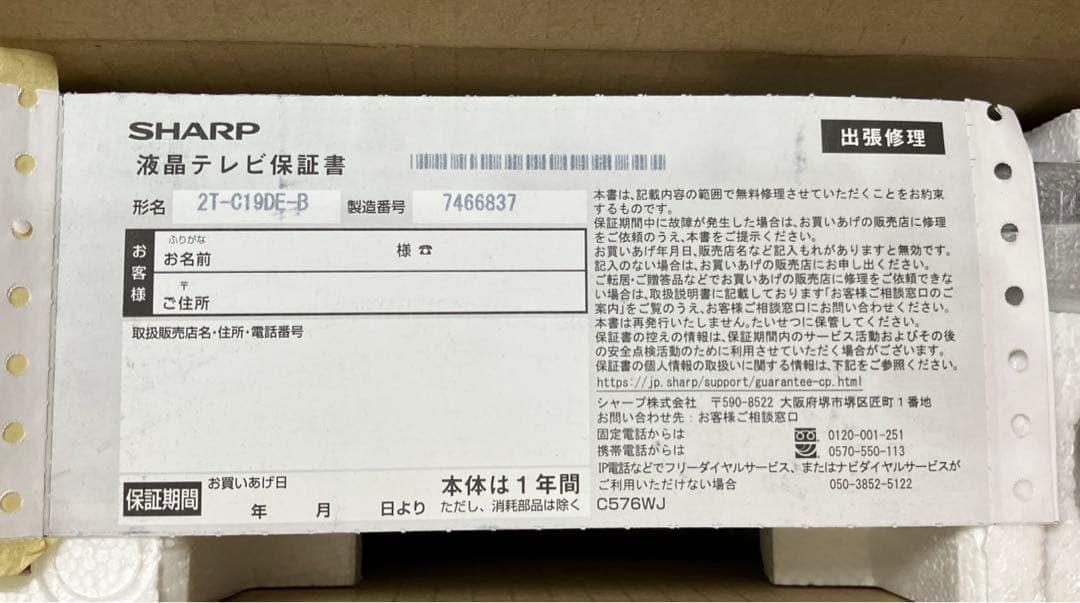 SHARP
液晶テレビ保証書
出張修理
形名 2T-C19DE-B 製造番号 7466837
お客様
ふりがな
お名前 様 ☎
〒
ご住所
取扱販売店名・住所・電話番号
保証期間
お買いあげ日
年 月 日より
本体は1年間
ただし、消耗部品は除く
本書は、記載内容の範囲で無料修理させていただくことをお約束
するものです。
保証期間中に故障が発生した場合は、お買いあげの販売店に修理
をご依頼のうえ、本書をご提示ください。
お買いあげ年月日、販売店名など記入もれがありますと無効です。
記入のない場合は、お買いあげの販売店にお申し出ください。
ご転居・ご贈答品などでお買いあげの販売店に修理をご依頼できな
い場合は、取扱説明書に記載しております「お客様ご相談窓口のご
案内」をご覧のうえ、お客様ご相談窓口にお問い合わせください。
本書は再発行いたしません。たいせつに保管してください。
保証書の控えの情報は、保証期間内のサービス活動およびその後
の安全点検活動のために利用させていただく場合がございます。
保証書の個人情報の取扱いに関する情報は、下記をご参照ください。
https://jp.sharp/support/guarantee-cp.html
シャープ株式会社 〒590-8522 大阪府堺市堺区匠町1番地
お問い合わせ先：お客様ご相談窓口
固定電話からは 0120-001-251
携帯電話からは 0570-550-113
IP電話などでフリーダイヤルサービス、またはナビダイヤルサービスが
ご利用いただけない場合 050-3852-5122
C576WJ